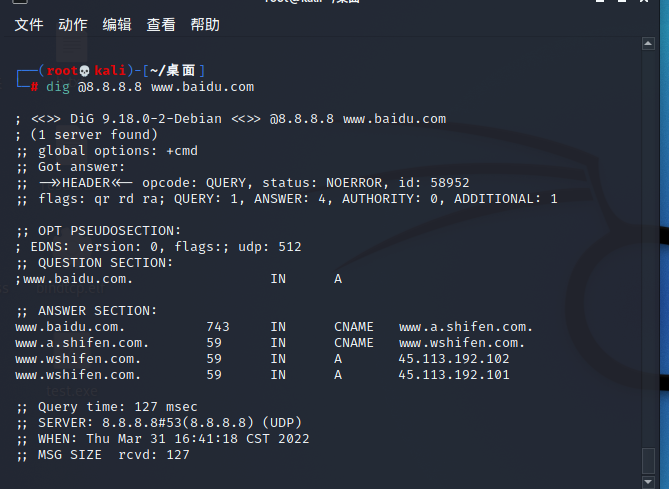 文件 动作 编辑 查看 帮助
┌──(root💀kali)-[~/桌面]
└─# dig @8.8.8.8 www.baidu.com
; <<>> DiG 9.18.0-2-Debian <<>> @8.8.8.8 www.baidu.com
; (1 server found)
;; global options: +cmd
;; Got answer:
;; ->>HEADER<<- opcode: QUERY, status: NOERROR, id: 58952
;; flags: qr rd ra; QUERY: 1, ANSWER: 4, AUTHORITY: 0, ADDITIONAL: 1
;; OPT PSEUDOSECTION:
; EDNS: version: 0, flags:; udp: 512
;; QUESTION SECTION:
;www.baidu.com. IN A
;; ANSWER SECTION:
www.baidu.com. 743 IN CNAME www.a.shifen.com.
www.a.shifen.com. 59 IN CNAME www.wshifen.com.
www.wshifen.com. 59 IN A 45.113.192.102
www.wshifen.com. 59 IN A 45.113.192.101
;; Query time: 127 msec
;; SERVER: 8.8.8.8#53(8.8.8.8) (UDP)
;; WHEN: Thu Mar 31 16:41:18 CST 2022
;; MSG SIZE rcvd: 127